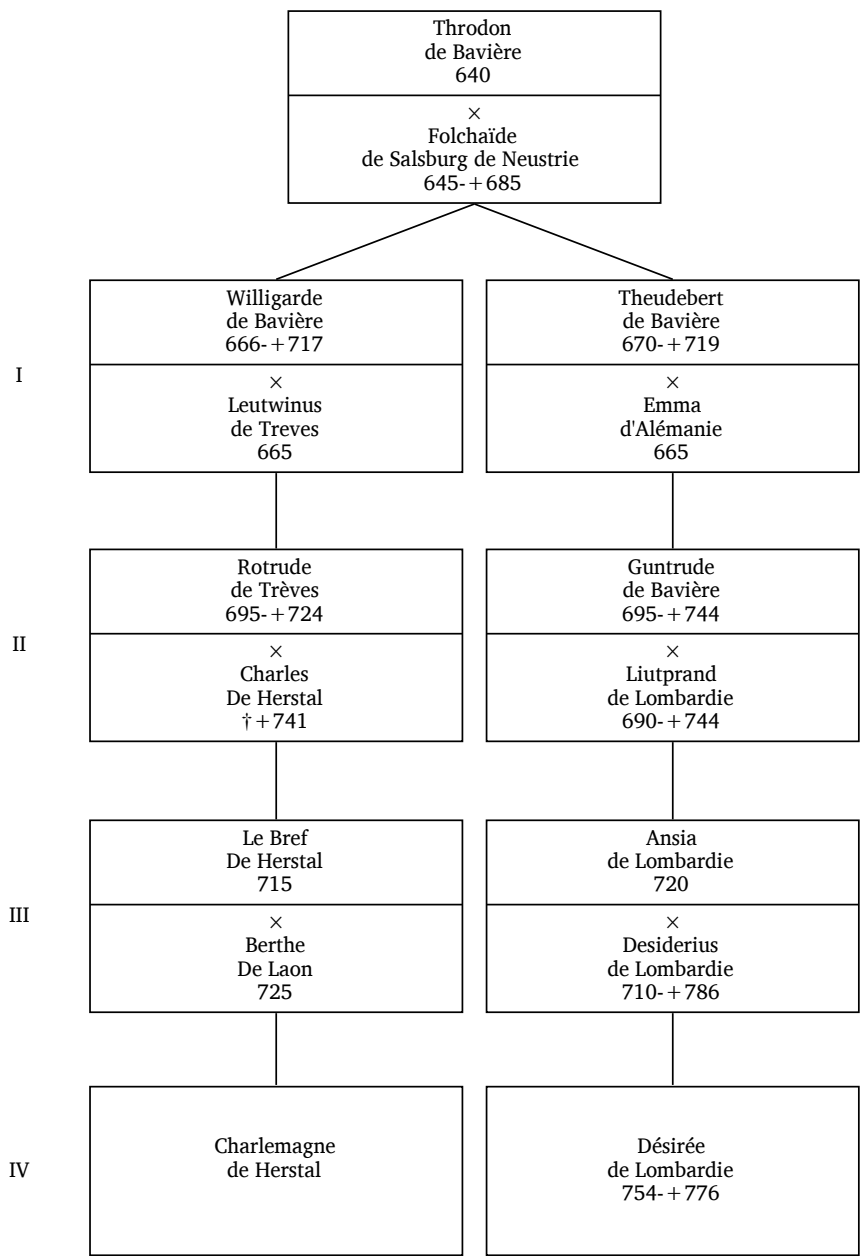 Throdon
de Bavière
640
×
Folchaïde
de Salsburg de Neustrie
645-+685
I
Willigarde
de Bavière
666-+717
×
Leutwinus
de Treves
665
Theudebert
de Bavière
670-+719
×
Emma
d'Alémanie
665
II
Rotrude
de Trèves
695-+724
×
Charles
De Herstal
†+741
Guntrude
de Bavière
695-+744
×
Liutprand
de Lombardie
690-+744
III
Le Bref
De Herstal
715
×
Berthe
De Laon
725
Ansia
de Lombardie
720
×
Desiderius
de Lombardie
710-+786
IV
Charlemagne
de Herstal
Désirée
de Lombardie
754-+776